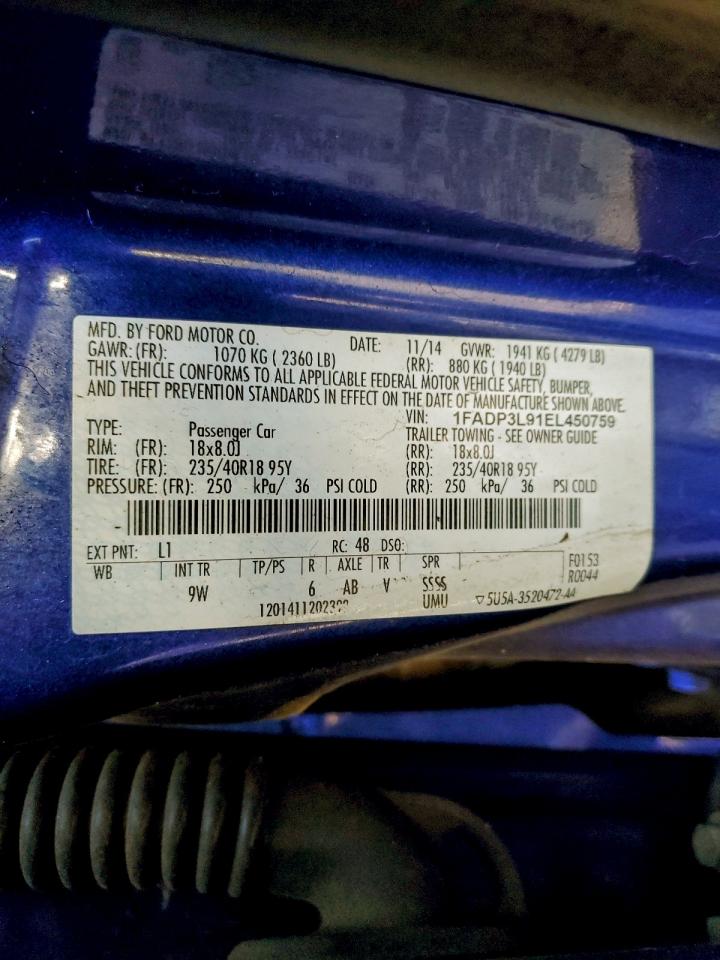 MFD. BY FORD MOTOR CO.
DATE: 11/14 GVWR: 1941 KG ( 4279 LB)
GAWR: (FR): 1070 KG ( 2360 LB) (RR): 880 KG ( 1940 LB)
THIS VEHICLE CONFORMS TO ALL APPLICABLE FEDERAL MOTOR VEHICLE SAFETY, BUMPER,
AND THEFT PREVENTION STANDARDS IN EFFECT ON THE DATE OF MANUFACTURE SHOWN ABOVE.
VIN: 1FADP3L91EL450759
TYPE: Passenger Car TRAILER TOWING - SEE OWNER GUIDE
RIM: (FR): 18x8.0J (RR): 18x8.0J
TIRE: (FR): 235/40R18 95Y (RR): 235/40R18 95Y
PRESSURE: (FR): 250 kPa/ 36 PSI COLD (RR): 250 kPa/ 36 PSI COLD
EXT PNT: L1 RC: 48 DSO:
WB INT TR TP/PS R AXLE TR SPR F0153
9W 6 AB V SSSS R0044
UMU ▽5U5A-3520472-AA